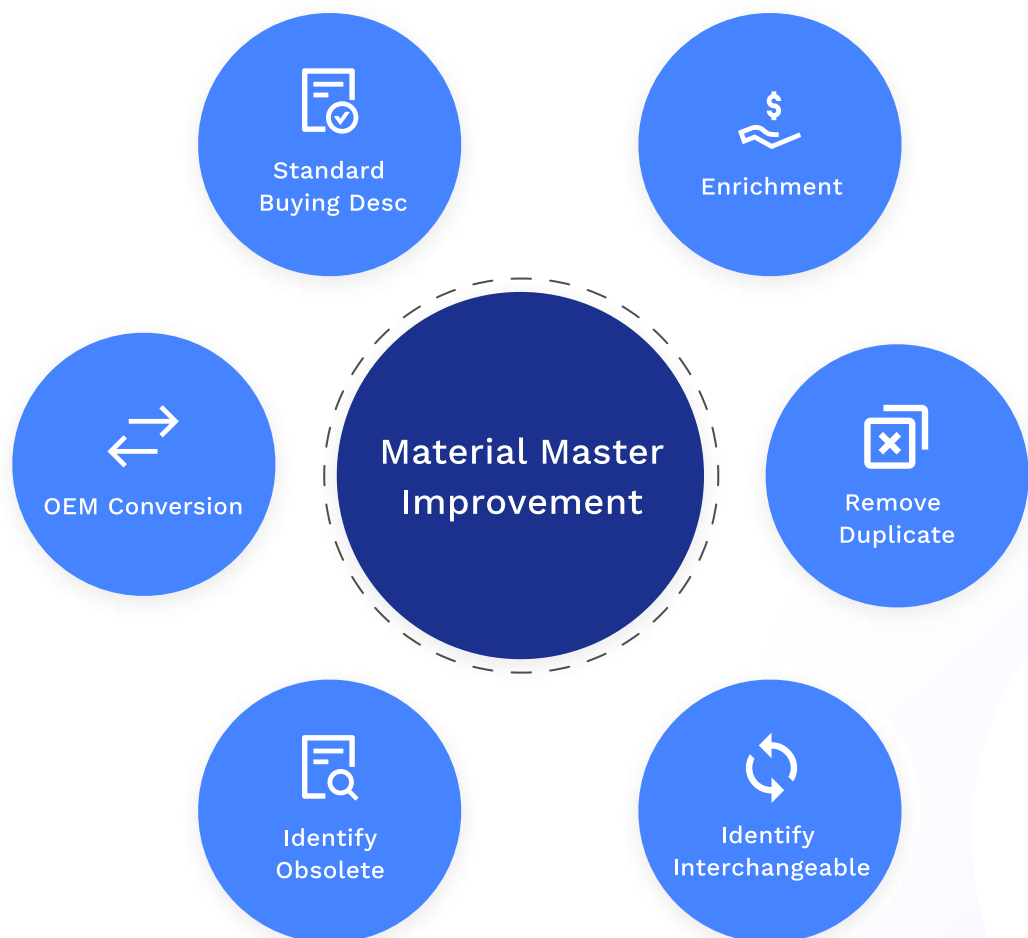 Standard
Buying Desc
Enrichment
OEM Conversion
Material Master
Improvement
Remove
Duplicate
Identify
Obsolete
Identify
Interchangeable